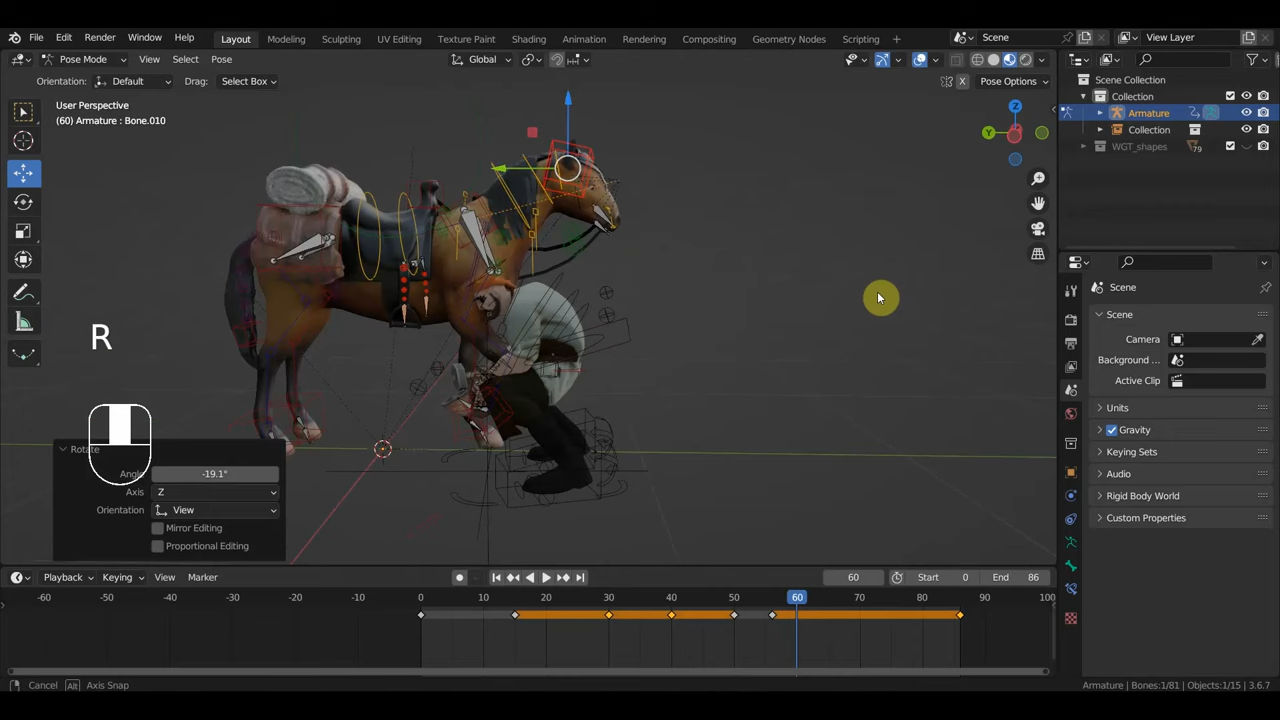 File Edit Render Window Help Layout Modeling Sculpting UV Editing Texture Paint Shading Animation Rendering Compositing Geometry Nodes Scripting + Scene View Layer
Pose Mode View Select Pose Global
Orientation: Default Drag: Select Box X Pose Options
User Perspective
(60) Armature : Bone.010
Z
Y
Scene Collection
Collection
Armature
Collection
WGT_shapes 79
Scene
Scene
Camera
Background ...
Active Clip
Units
Gravity
Keying Sets
Audio
Rigid Body World
Custom Properties
R
Rotate
Angle -19.1°
Axis Z
Orientation View
Mirror Editing
Proportional Editing
Playback Keying View Marker 60 Start 0 End 86
-60 -50 -40 -30 -20 -10 0 10 20 30 40 50 60 70 80 90 100
Cancel Alt Axis Snap Armature | Bones:1/81 | Objects:1/15 | 3.6.7